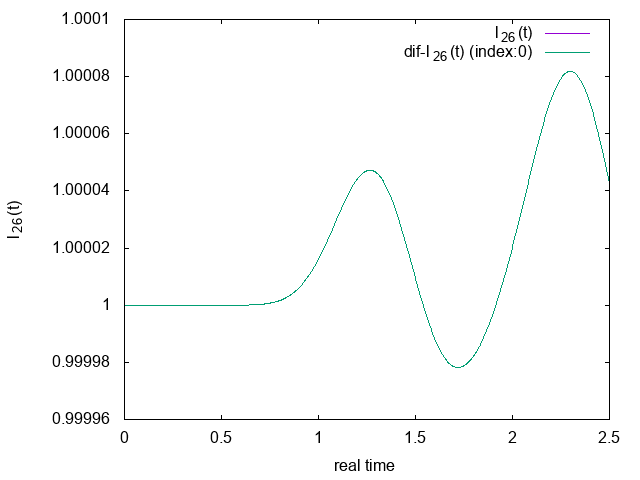 1.0001
1.00008
1.00006
1.00004
1.00002
1
0.99998
0.99996
I26(t)
I26(t)
dif-I26(t) (index:0)
0 0.5 1 1.5 2 2.5
real time